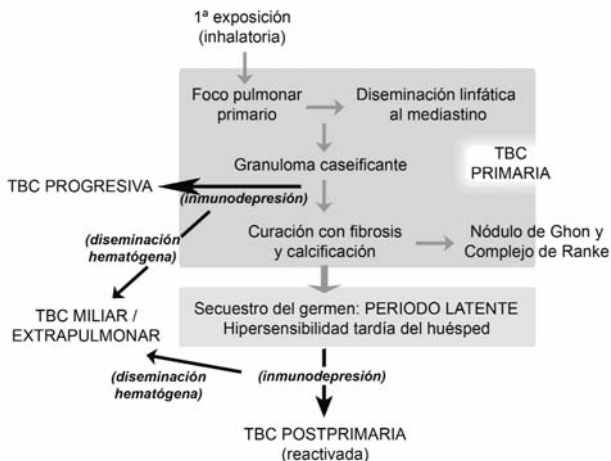 1ª exposición
(inhalatoria)
Foco pulmonar
primario
Diseminación linfática
al mediastino
Granuloma caseificante
TBC
PRIMARIA
TBC PROGRESIVA
(inmunodepresión)
(diseminación
hematógena)
Curación con fibrosis
y calcificación
Nódulo de Ghon y
Complejo de Ranke
TBC MILIAR /
EXTRAPULMONAR
Secuestro del germen: PERIODO LATENTE
Hipersensibilidad tardía del huésped
(diseminación
hematógena)
(inmunodepresión)
TBC POSTPRIMARIA
(reactivada)